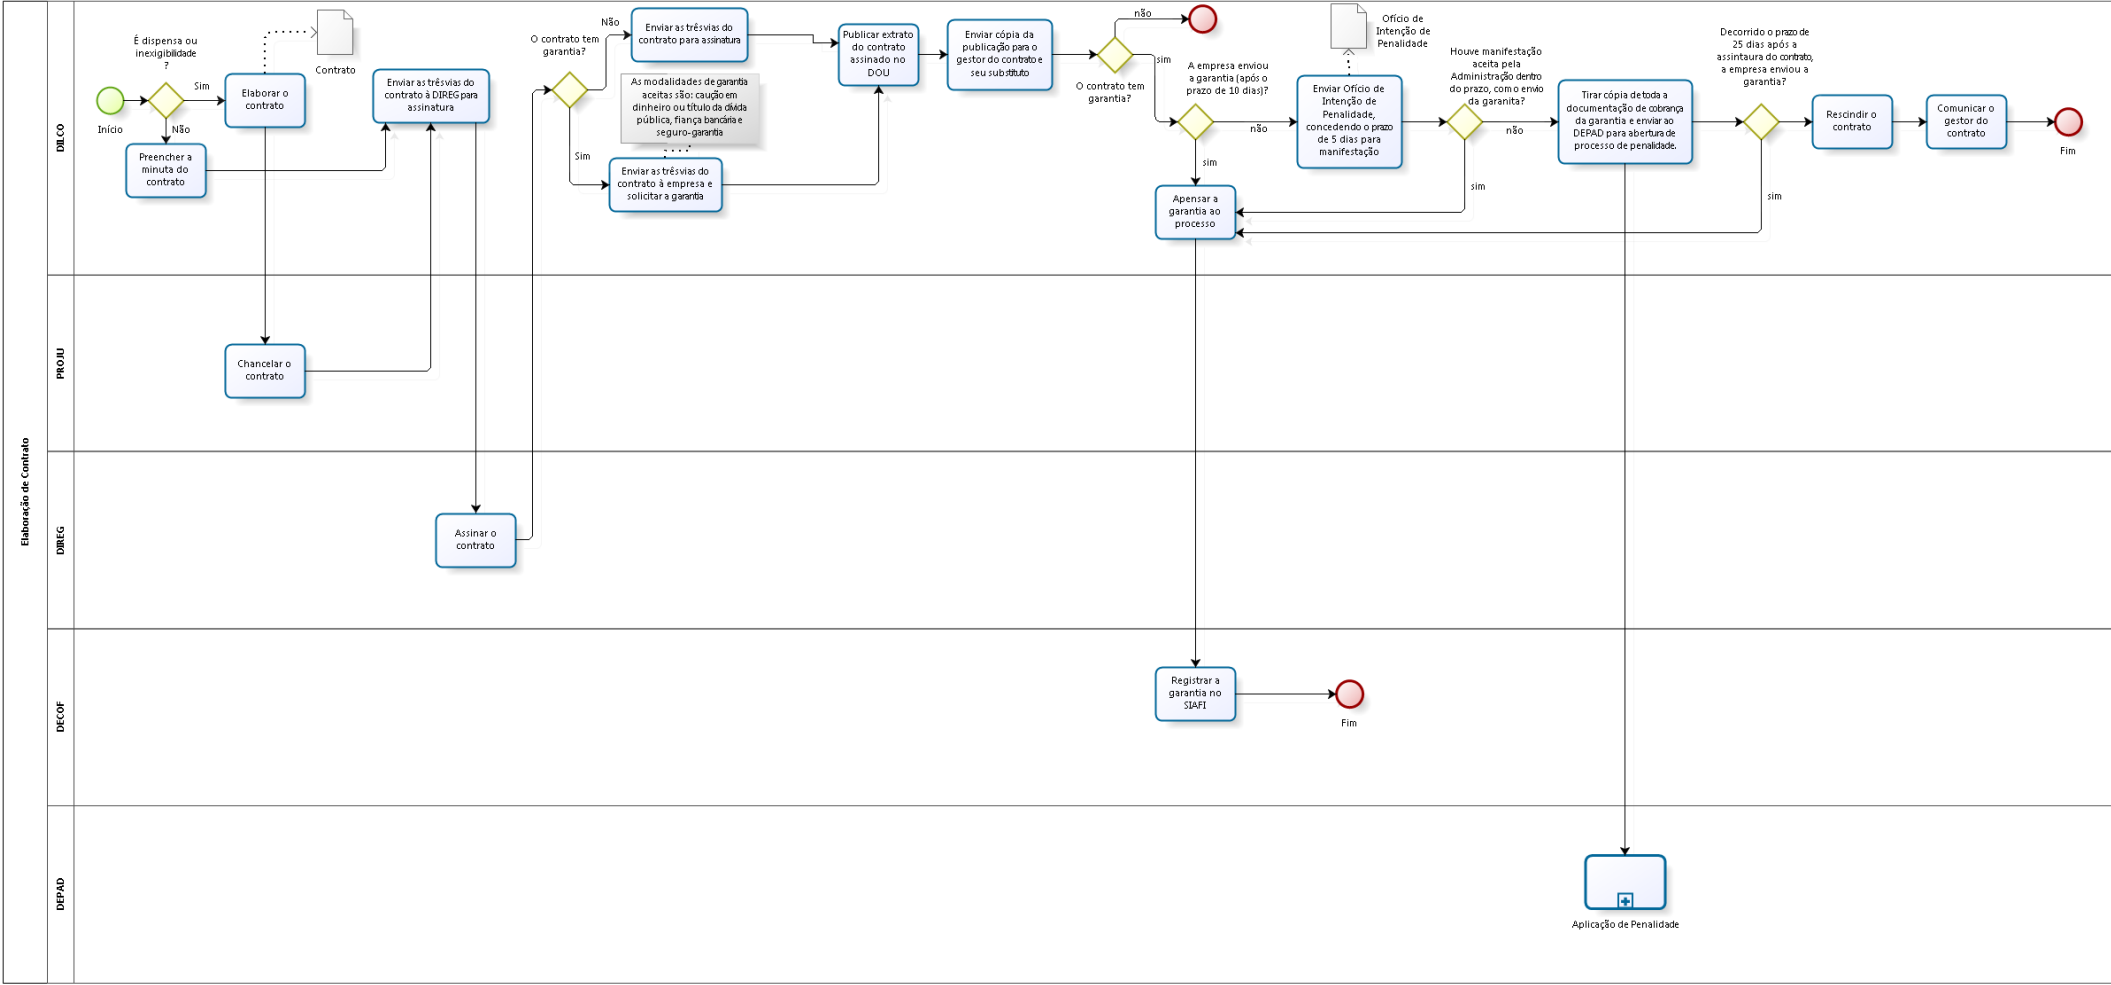 Elaboração de Contrato
DILCO
É dispensa ou
inexigibilidade
?
Início
Sim
Não
Elaborar o
contrato
Contrato
Preencher a
minuta do
contrato
Enviar as três vias do
contrato à DIREG para
assinatura
O contrato tem
garantia?
Não
Sim
Enviar as três vias do
contrato para assinatura
As modalidades de garantia
aceitas são: caução em
dinheiro ou título da dívida
pública, fiança bancária e
seguro-garantia
Enviar as três vias do
contrato à empresa e
solicitar a garantia
Publicar extrato
do contrato
assinado no
DOU
Enviar cópia da
publicação para o
gestor do contrato e
seu substituto
O contrato tem
garantia?
não
sim
A empresa enviou
a garantia (após o
prazo de 10 dias)?
não
sim
Apensar a
garantia ao
processo
Enviar Ofício de
Intenção de
Penalidade,
concedendo o prazo
de 5 dias para
manifestação
Ofício de
Intenção de
Penalidade
Houve manifestação
aceita pela
Administração dentro
do prazo, com o envio
da garanita?
não
sim
Tirar cópia de toda a
documentação de cobrança
da garantia e enviar ao
DEPAD para abertura de
processo de penalidade.
Decorrido o prazo de
25 dias após a
assintaura do contrato,
a empresa enviou a
garantia?
sim
Rescindir o
contrato
Comunicar o
gestor do
contrato
Fim
PROJU
Chancelar o
contrato
DIREG
Assinar o
contrato
DECOF
Registrar a
garantia no
SIAFI
Fim
DEPAD
Aplicação de Penalidade